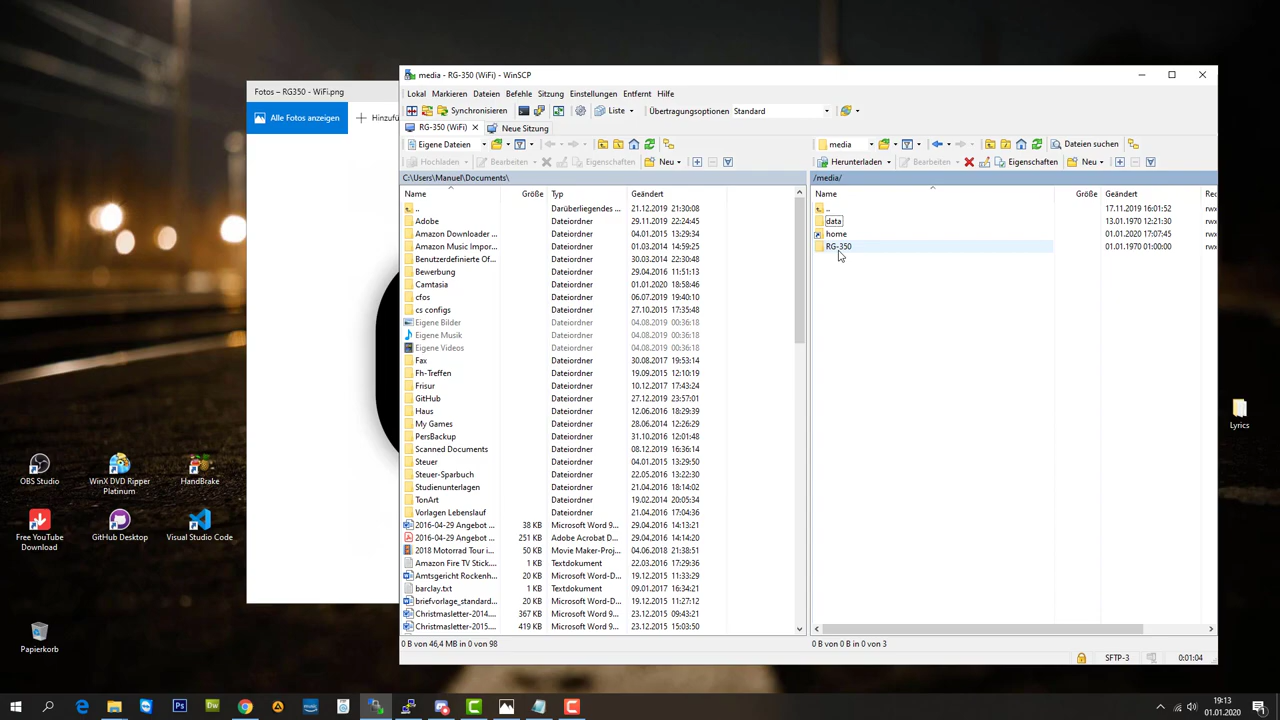 media - RG-350 (WiFi) - WinSCP
Fotos – RG350 - WiFi.png
Alle Fotos anzeigen
Hinzufü
Lokal Markieren Dateien Befehle Sitzung Einstellungen Entfernt Hilfe
Synchronisieren Liste Übertragungsoptionen Standard
RG-350 (WiFi) Neue Sitzung
Eigene Dateien media Dateien suchen
Hochladen Bearbeiten Eigenschaften Neu Herunterladen Bearbeiten Eigenschaften Neu
C:\Users\Manuel\Documents\ /media/
Name Größe Typ Geändert Name Größe Geändert Rec
.. Darüberliegendes ... 21.12.2019 21:30:08 .. 17.11.2019 16:01:52 rwx
Adobe Dateiordner 29.11.2019 22:24:45 data 13.01.1970 12:21:30 rwx
Amazon Downloader ... Dateiordner 04.01.2015 9:29:34 home 01.01.2020 17:07:45 rwx
Amazon Music Impor... Dateiordner 01.03.2014 14:59:25 RG-350 01.01.1970 01:00:00 rwx
Benutzerdefinierte Of... Dateiordner 30.03.2014 22:30:48
Bewerbung Dateiordner 29.04.2016 11:51:13
Camtasia Dateiordner 01.01.2020 18:58:46
cfos Dateiordner 06.07.2019 19:40:10
cs configs Dateiordner 27.10.2015 17:35:48
Eigene Bilder Dateiordner 04.08.2019 00:36:18
Eigene Musik Dateiordner 04.08.2019 00:36:18
Eigene Videos Dateiordner 04.08.2019 00:36:18
Fax Dateiordner 30.08.2017 19:53:14
Fh-Treffen Dateiordner 19.09.2015 12:10:19
Frisur Dateiordner 10.12.2017 17:43:24
GitHub Dateiordner 27.12.2019 23:57:01
Haus Dateiordner 12.06.2016 18:29:39
My Games Dateiordner 28.06.2014 12:26:29
PersBackup Dateiordner 31.10.2016 12:01:48
Scanned Documents Dateiordner 08.12.2019 16:36:14
Steuer Dateiordner 04.01.2015 13:29:50
Steuer-Sparbuch Dateiordner 22.05.2016 13:22:30
Studienunterlagen Dateiordner 21.04.2016 18:14:02
TonArt Dateiordner 19.02.2014 20:05:34
Vorlagen Lebenslauf Dateiordner 21.04.2016 17:04:36
2016-04-29 Angebot ... 38 KB Microsoft Word 9... 29.04.2016 14:13:21
2016-04-29 Angebot ... 251 KB Adobe Acrobat D... 29.04.2016 14:14:20
2018 Motorrad Tour i... 50 KB Movie Maker-Proj... 04.06.2018 21:38:51
Amazon Fire TV Stick.... 1 KB Textdokument 22.03.2016 17:29:36
Amtsgericht Rockenh... 20 KB Microsoft Word-D... 19.12.2015 11:33:29
barclay.txt 1 KB Textdokument 09.01.2017 16:34:21
briefvorlage_standard... 20 KB Microsoft Word-D... 19.12.2015 11:27:12
Christmasletter-2014.... 367 KB Microsoft Word 9... 23.12.2015 09:43:21
Christmasletter-2015.... 419 KB Microsoft Word 9... 23.12.2015 15:03:50
0 B von 46,4 MB in 0 von 98 0 B von 0 B in 0 von 3
SFTP-3 0:01:04
Lyrics
OBS Studio
WinX DVD Ripper
Platinum
HandBrake
Free YouTube
Download
GitHub Desktop
Visual Studio Code
Papierkorb
Ps Dw music
19:13
01.01.2020